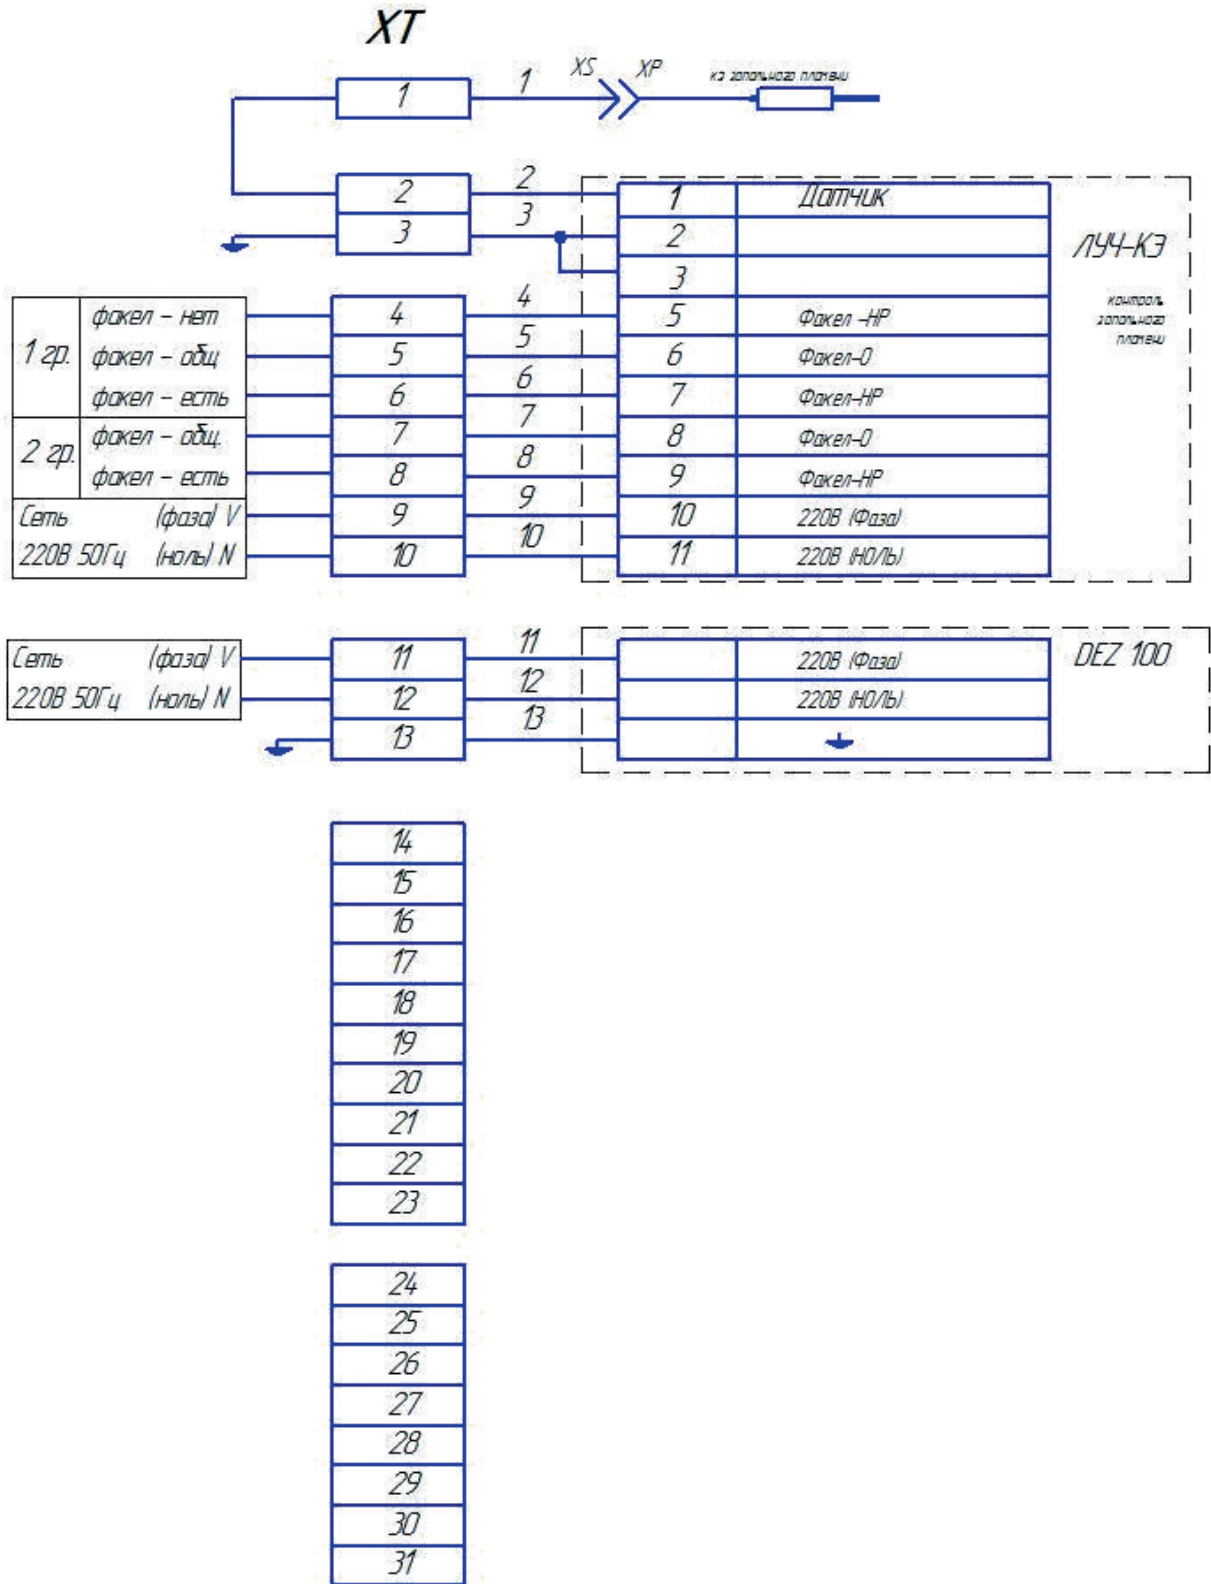 XT
1 1 XS XP кэ запального пламени
2 2 1 Датчик
3 3 2
ЛУЧ-КЭ
3
контроль
запального
пламени
1 гр. факел - нет 4 4 5 Факел -НР
факел - общ 5 5 6 Факел-О
факел - есть 6 6 7 Факел-НР
2 гр. факел - общ. 7 7 8 Факел-О
факел - есть 8 8 9 Факел-НР
Сеть (фаза) V 9 9 10 220В (Фаза)
220В 50Гц (ноль) N 10 10 11 220В (НОЛЬ)
Сеть (фаза) V 11 11 220В (Фаза) DEZ 100
220В 50Гц (ноль) N 12 12 220В (НОЛЬ)
13 13
14
15
16
17
18
19
20
21
22
23
24
25
26
27
28
29
30
31